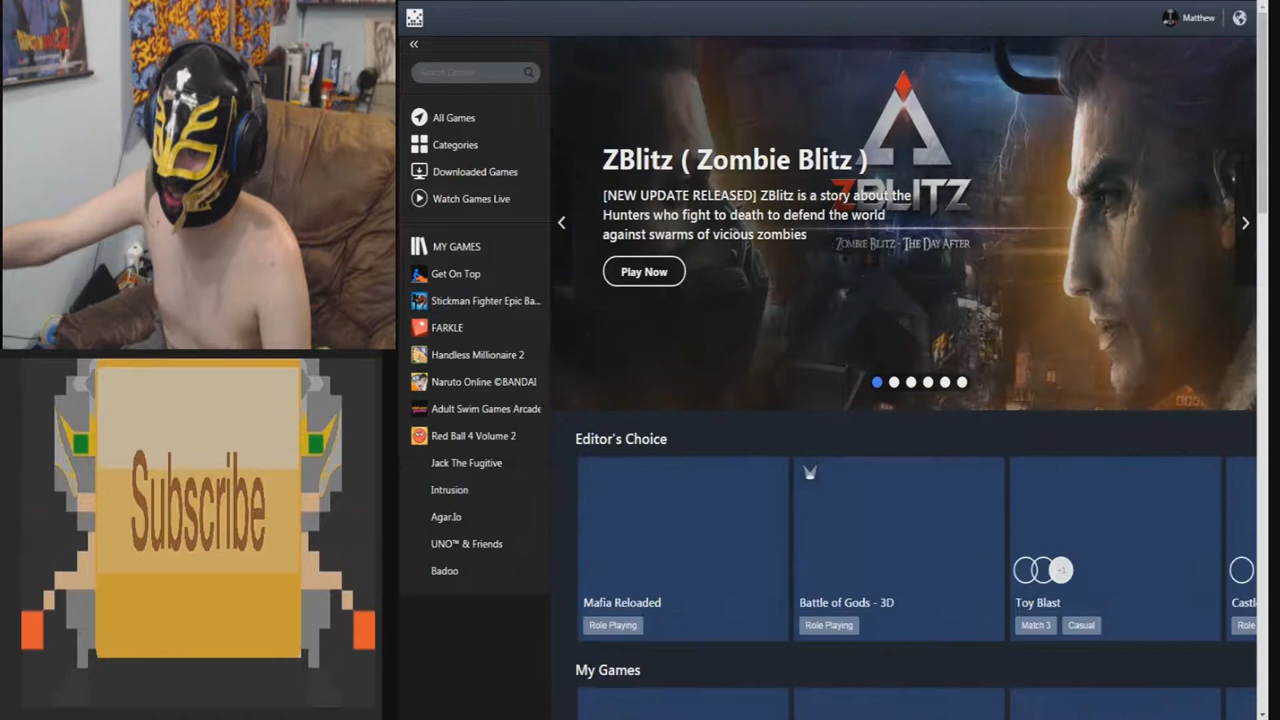 Matthew
Search Games
All Games
Categories
Downloaded Games
Watch Games Live
MY GAMES
Get On Top
Stickman Fighter Epic Ba...
FARKLE
Handless Millionaire 2
Naruto Online ©BANDAI
Adult Swim Games Arcade
Red Ball 4 Volume 2
Jack The Fugitive
Intrusion
Agar.Io
UNO™ & Friends
Badoo
ZBlitz ( Zombie Blitz )
[NEW UPDATE RELEASED] ZBlitz is a story about the
Hunters who fight to death to defend the world
against swarms of vicious zombies
Play Now
ZBLITZ
ZOMBIE BLITZ - THE DAY AFTER
Editor's Choice
Mafia Reloaded
Role Playing
Battle of Gods - 3D
Role Playing
+1
Toy Blast
Match 3 Casual
Castl
Role
My Games
Subscribe